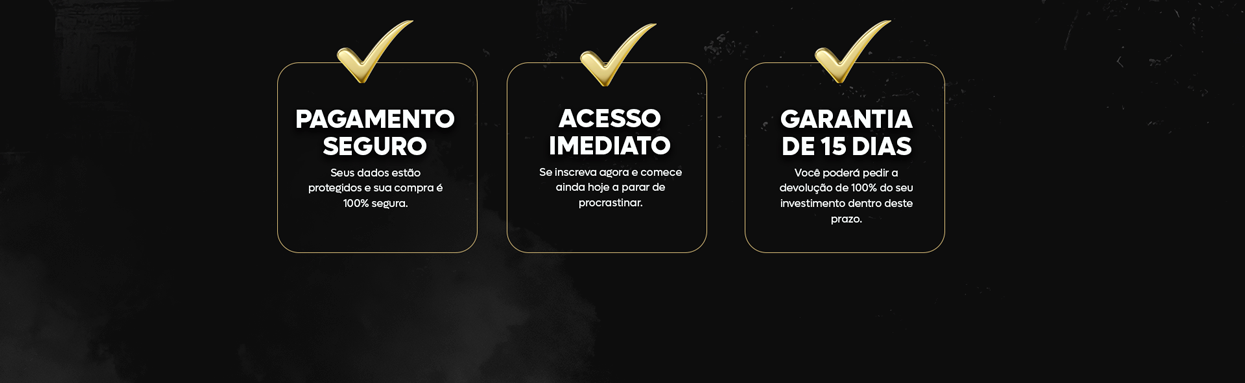 PAGAMENTO
SEGURO
Seus dados estão
protegidos e sua compra é
100% segura.
ACESSO
IMEDIATO
Se inscreva agora e comece
ainda hoje a parar de
procrastinar.
GARANTIA
DE 15 DIAS
Você poderá pedir a
devolução de 100% do seu
investimento dentro deste
prazo.